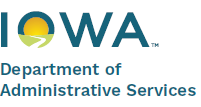 IOWA™
Department of
Administrative Services